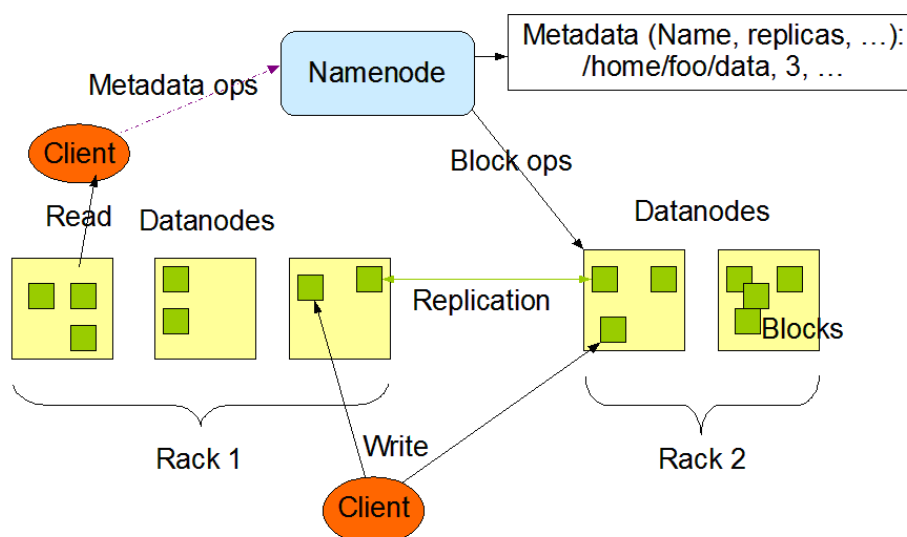 Metadata (Name, replicas, …):
/home/foo/data, 3, …
Namenode
Metadata ops
Client
Block ops
Read
Datanodes
Datanodes
Replication
Blocks
Rack 1
Write
Rack 2
Client